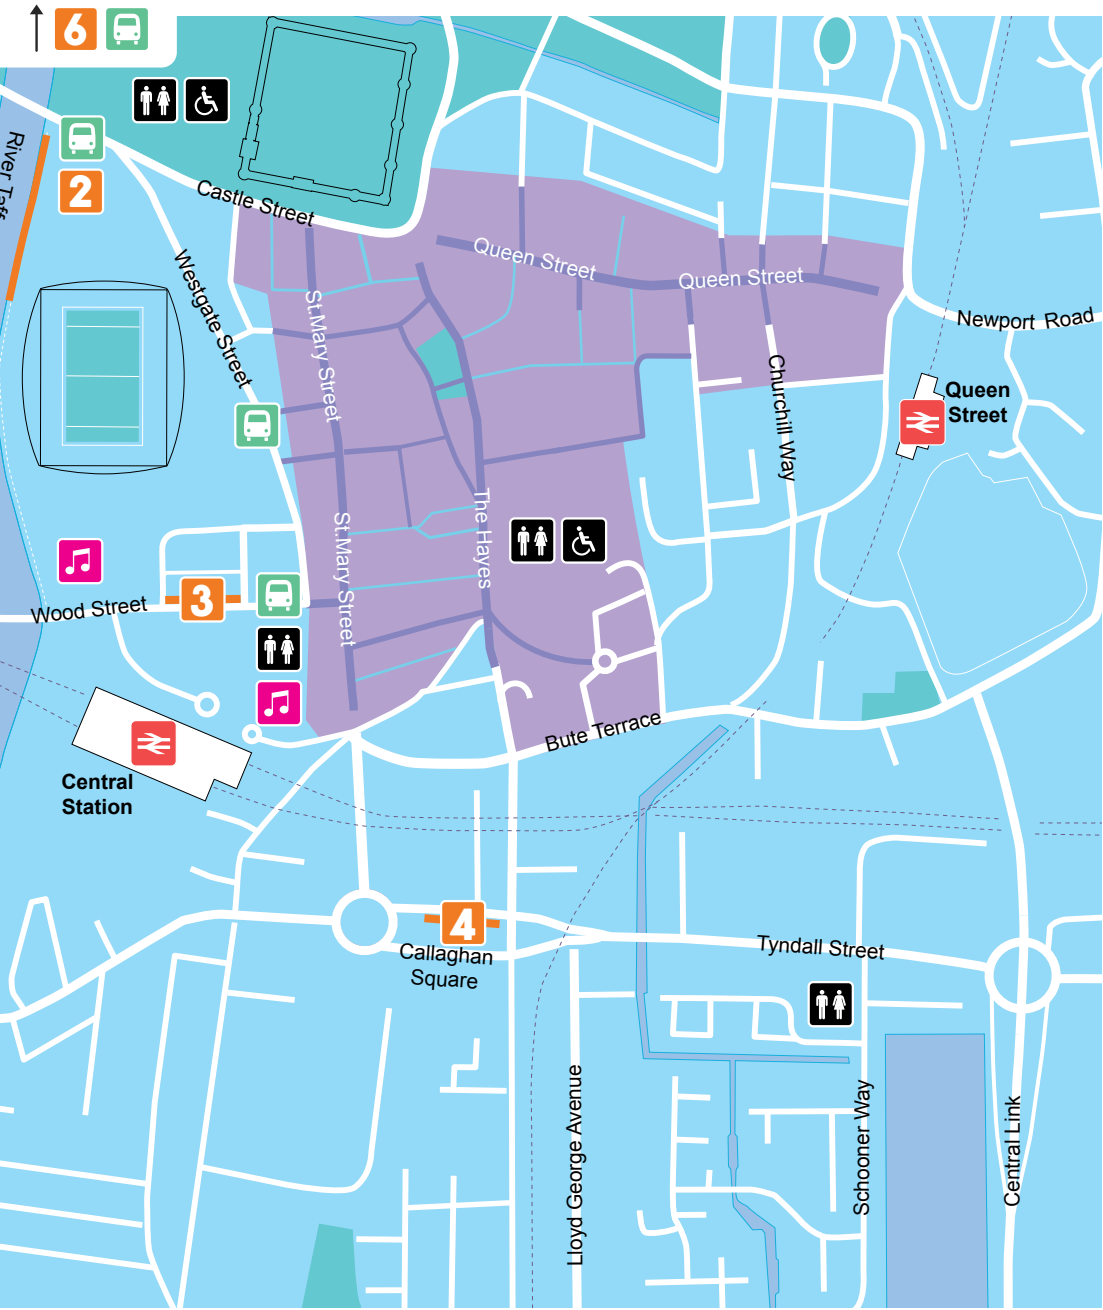 6
2
River Taff
Castle Street
Queen Street
Queen Street
Westgate Street
St.Mary Street
Newport Road
Churchill Way
Queen
Street
The Hayes
St.Mary Street
3
Wood Street
Bute Terrace
Central
Station
4
Callaghan
Square
Tyndall Street
Lloyd George Avenue
Schooner Way
Central Link